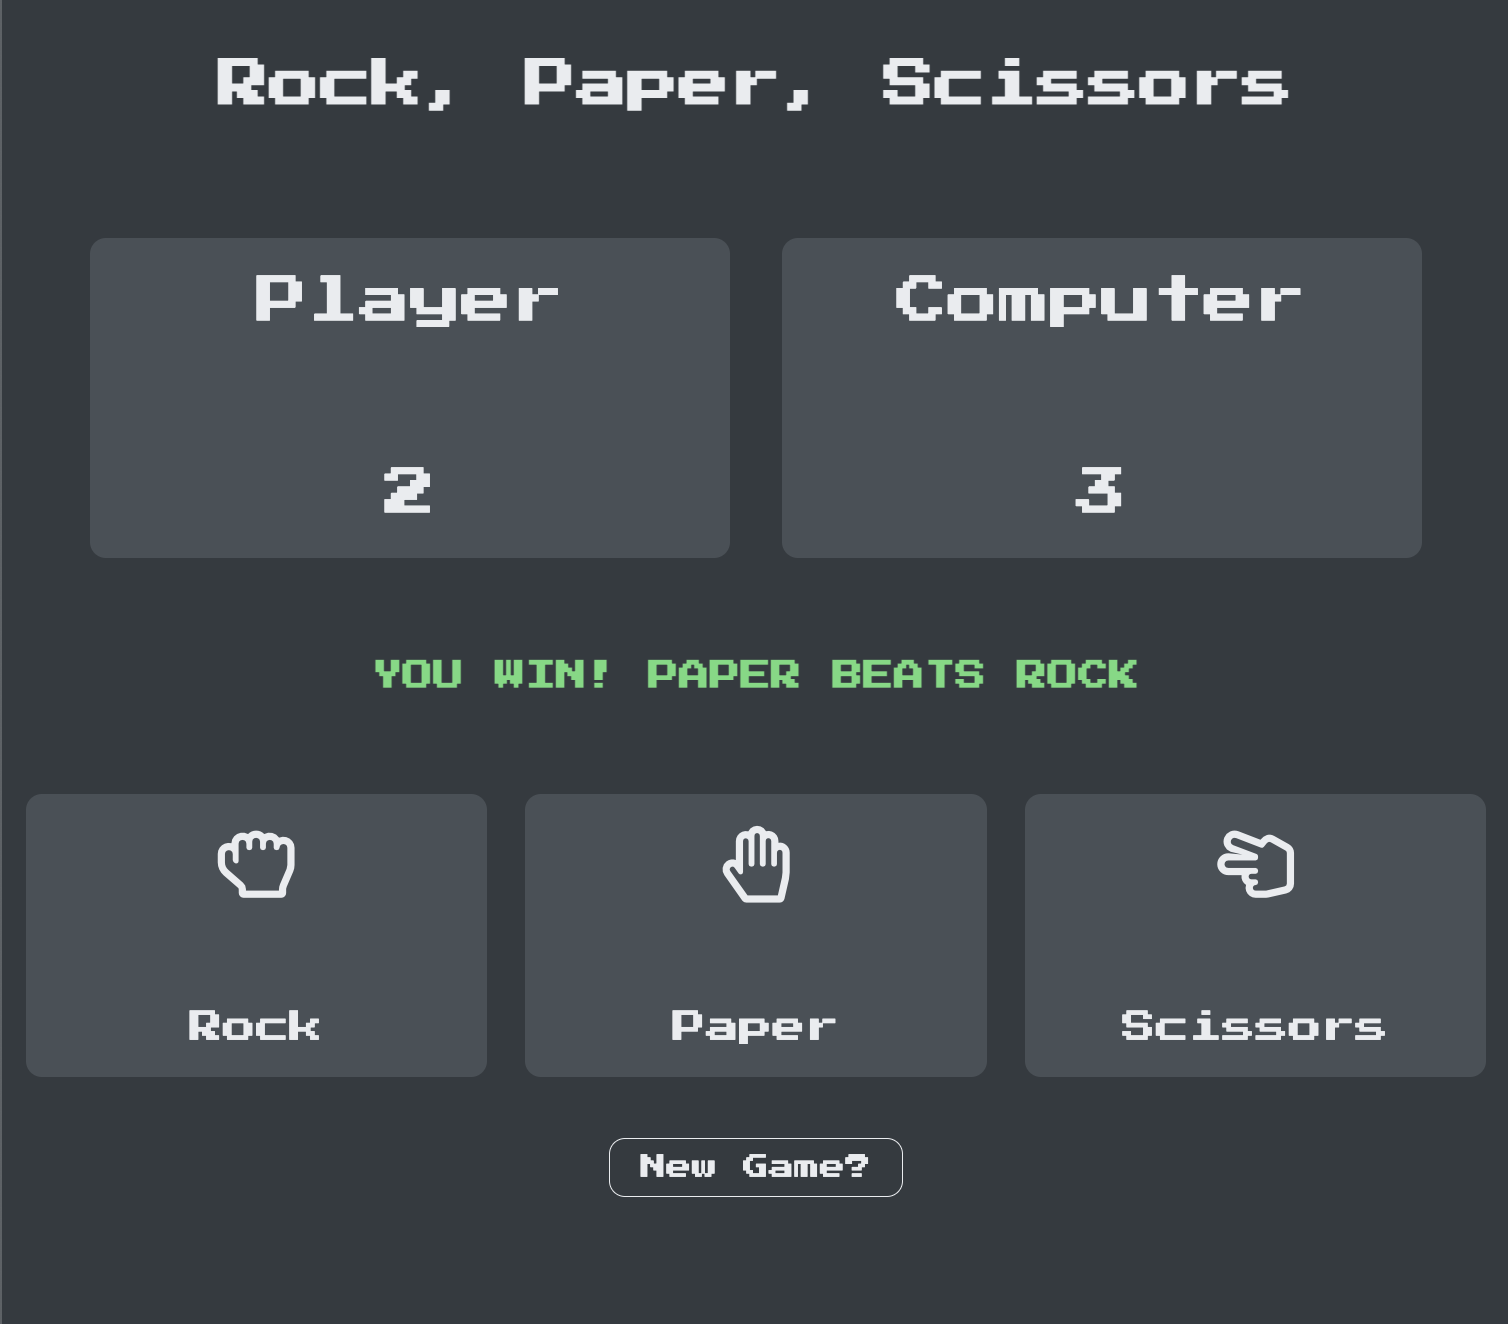 Rock, Paper, Scissors
Player
Computer
2
3
YOU WIN! PAPER BEATS ROCK
Rock
Paper
Scissors
New Game?